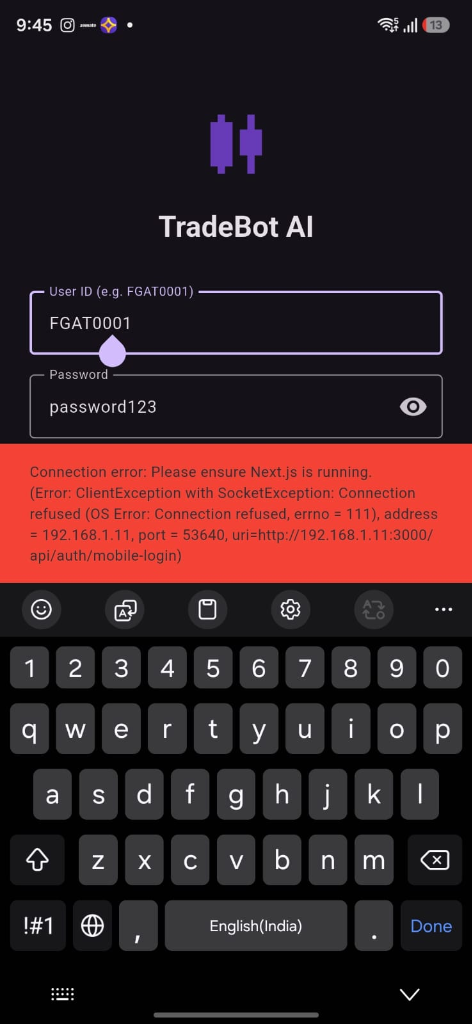 9:45
13
TradeBot AI
User ID (e.g. FGAT0001)
FGAT0001
Password
password123
Connection error: Please ensure Next.js is running.
(Error: ClientException with SocketException: Connection
refused (OS Error: Connection refused, errno = 111), address
= 192.168.1.11, port = 53640, uri=http://192.168.1.11:3000/
api/auth/mobile-login)
1 2 3 4 5 6 7 8 9 0
q w e r t y u i o p
a s d f g h j k l
z x c v b n m
!#1 , English(India) . Done